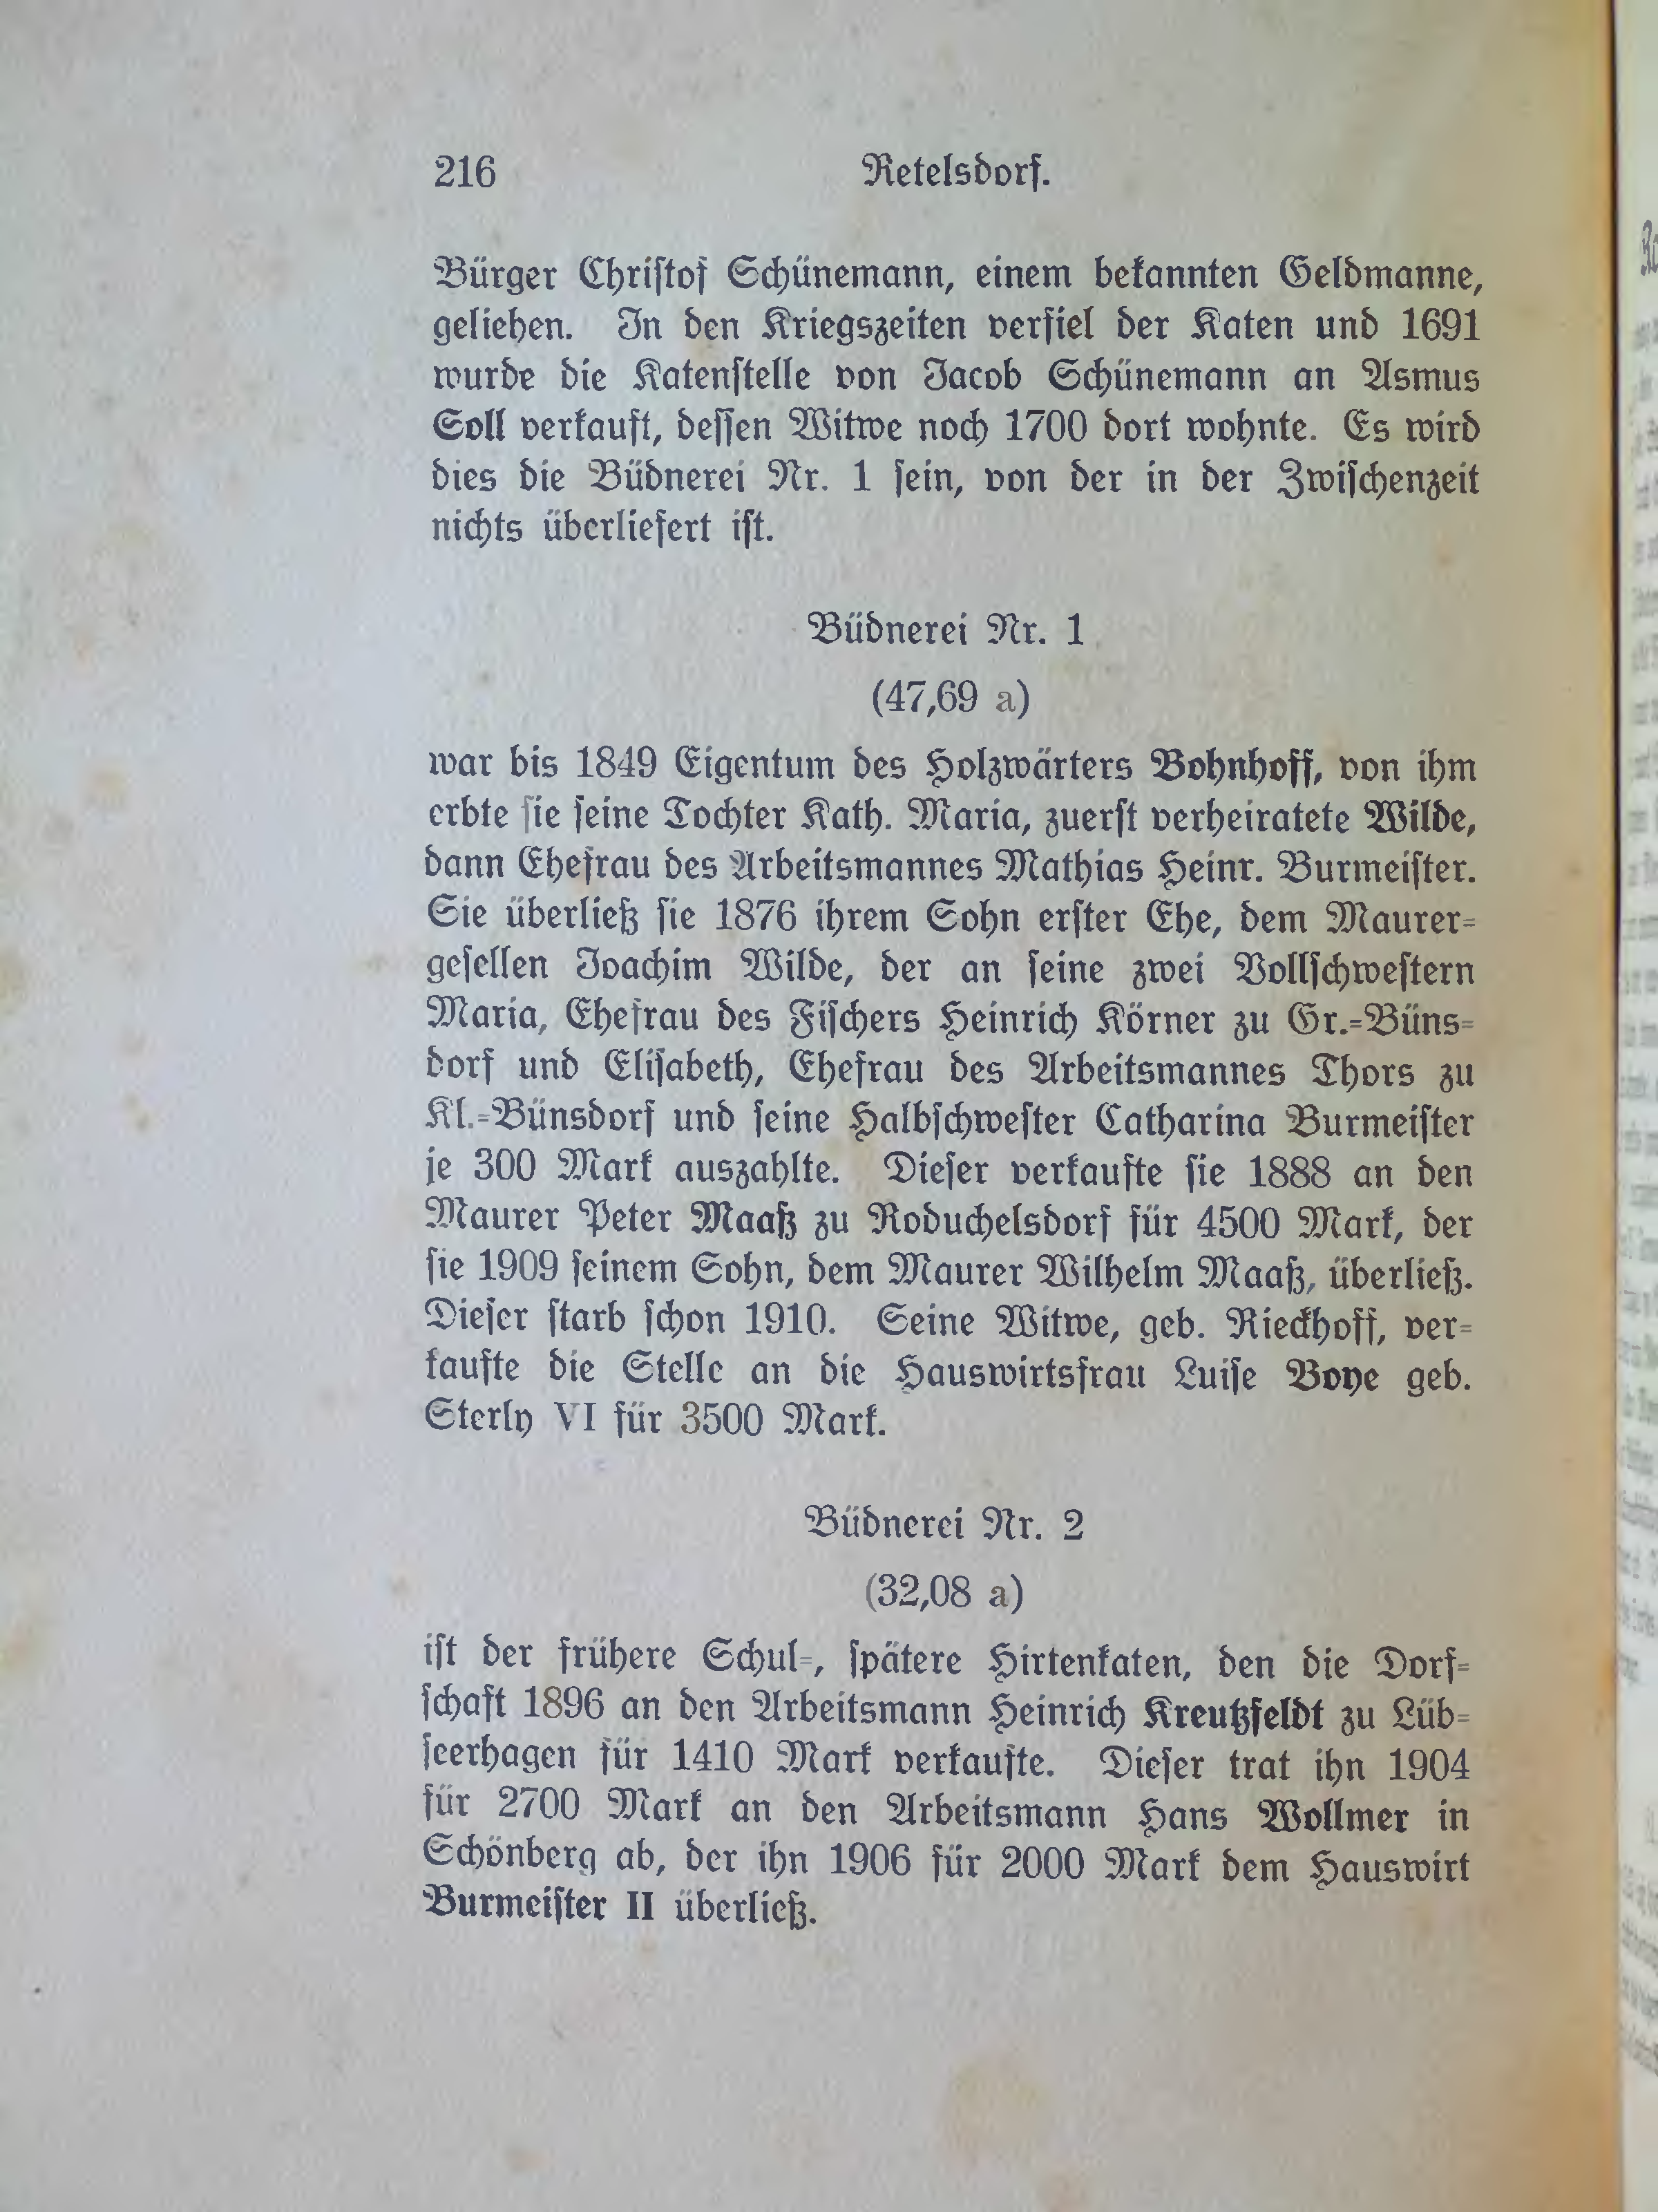 216 Retelsdorf.
Bürger Chriſtof Schünemann, einem bekannten Geldmanne,
geliehen. In den Kriegszeiten verfiel der Katen und 1691
wurde die Katenſtelle von Jacob Schünemann an Asmus
Soll verkauft, deſſen Witwe noch 1700 dort wohnte. Es wird
dies die Büdnerei Nr. 1 ſein, von der in der Zwiſchenzeit
nichts überliefert iſt.
Büdnerei Nr. 1
(47,69 a)
war bis 1849 Eigentum des Holzwärters Bohnhoff, von ihm
erbte ſie ſeine Tochter Kath. Maria, zuerſt verheiratete Wilde,
dann Ehefrau des Arbeitsmannes Mathias Heinr. Burmeiſter.
Sie überließ ſie 1876 ihrem Sohn erſter Ehe, dem Maurer-
geſellen Joachim Wilde, der an ſeine zwei Vollſchweſtern
Maria, Ehefrau des Fiſchers Heinrich Körner zu Gr.-Büns-
dorf und Eliſabeth, Ehefrau des Arbeitsmannes Thors zu
Kl.-Bünsdorf und ſeine Halbſchweſter Catharina Burmeiſter
je 300 Mark auszahlte. Dieſer verkaufte ſie 1888 an den
Maurer Peter Maaß zu Roduchelsdorf für 4500 Mark, der
ſie 1909 ſeinem Sohn, dem Maurer Wilhelm Maaß, überließ.
Dieſer ſtarb ſchon 1910. Seine Witwe, geb. Rieckhoff, ver-
kaufte die Stelle an die Hauswirtsfrau Luiſe Boye geb.
Sterly VI für 3500 Mark.
Büdnerei Nr. 2
(32,08 a)
iſt der frühere Schul-, ſpätere Hirtenkaten, den die Dorf-
ſchaft 1896 an den Arbeitsmann Heinrich Kreutzfeldt zu Lüb-
ſeerhagen für 1410 Mark verkaufte. Dieſer trat ihn 1904
für 2700 Mark an den Arbeitsmann Hans Wollmer in
Schönberg ab, der ihn 1906 für 2000 Mark dem Hauswirt
Burmeiſter II überließ.